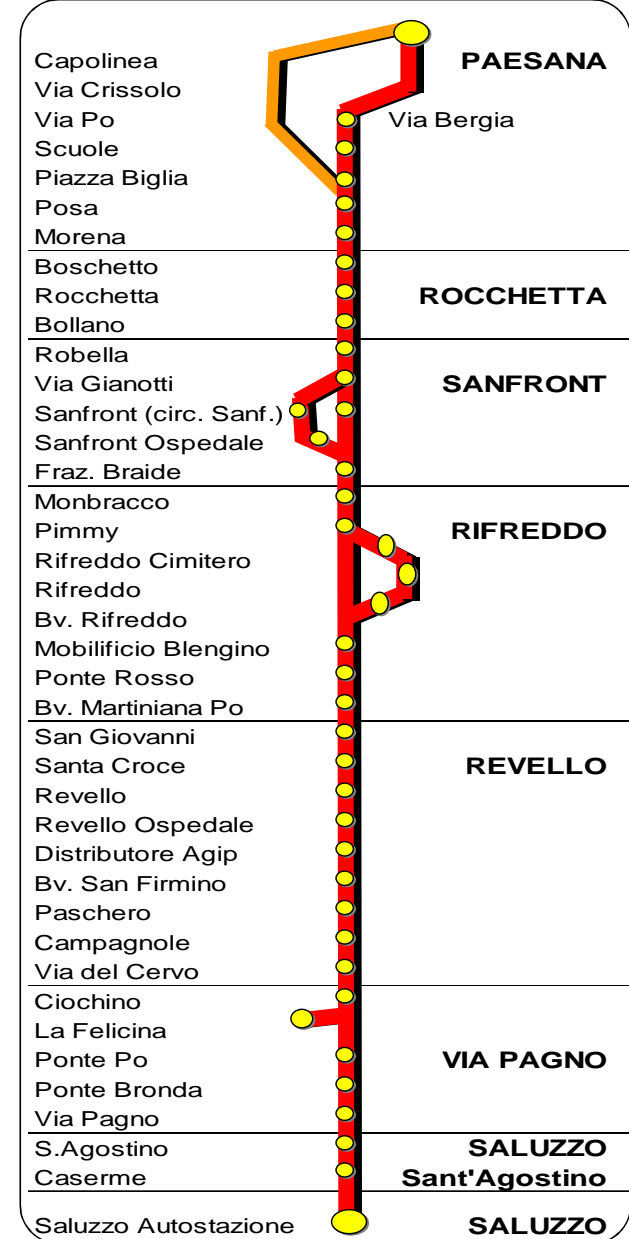 Capolinea PAESANA
Via Crissolo
Via Po Via Bergia
Scuole
Piazza Biglia
Posa
Morena
Boschetto
Rocchetta ROCCHETTA
Bollano
Robella
Via Gianotti SANFRONT
Sanfront (circ. Sanf.)
Sanfront Ospedale
Fraz. Braide
Monbracco
Pimmy RIFREDDO
Rifreddo Cimitero
Rifreddo
Bv. Rifreddo
Mobilificio Blengino
Ponte Rosso
Bv. Martiniana Po
San Giovanni
Santa Croce REVELLO
Revello
Revello Ospedale
Distributore Agip
Bv. San Firmino
Paschero
Campagnole
Via del Cervo
Ciochino
La Felicina
Ponte Po VIA PAGNO
Ponte Bronda
Via Pagno
S.Agostino SALUZZO
Caserme Sant'Agostino
Saluzzo Autostazione SALUZZO